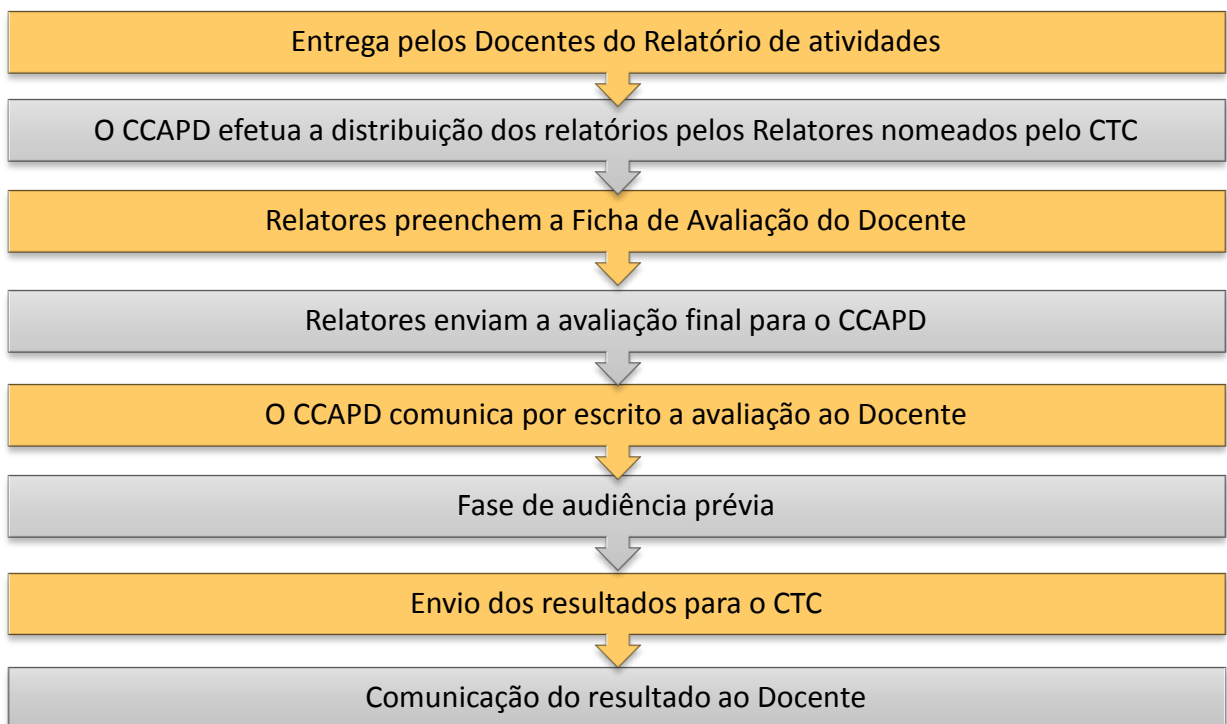 Entrega pelos Docentes do Relatório de atividades
O CCAPD efetua a distribuição dos relatórios pelos Relatores nomeados pelo CTC
Relatores preenchem a Ficha de Avaliação do Docente
Relatores enviam a avaliação final para o CCAPD
O CCAPD comunica por escrito a avaliação ao Docente
Fase de audiência prévia
Envio dos resultados para o CTC
Comunicação do resultado ao Docente